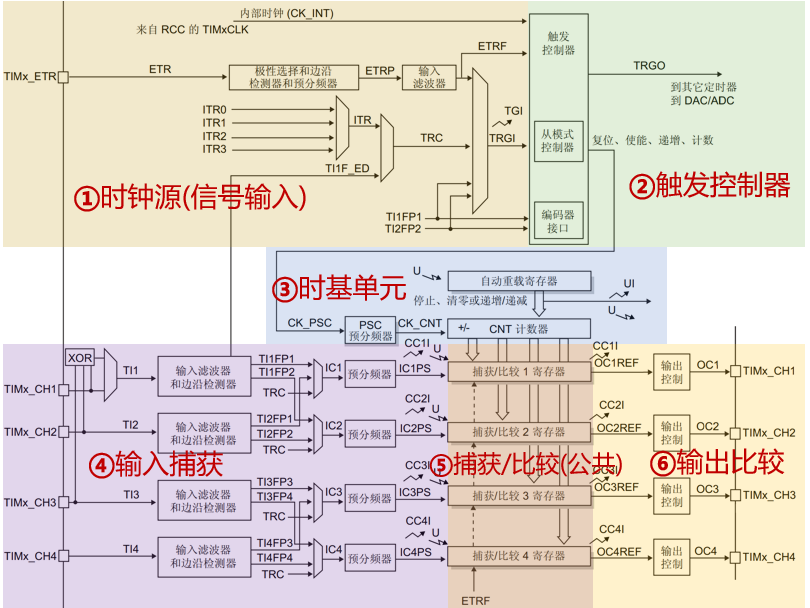 内部时钟 (CK_INT)
来自 RCC 的 TIMxCLK
触发
控制器
ETRF
TIMx_ETR
ETR
极性选择和边沿
检测器和预分频器
ETRP
输入
滤波器
TRGO
到其它定时器
到 DAC/ADC
ITR0
ITR1
ITR2
ITR3
ITR
TGI
TRC
TRGI
从模式
控制器
复位、使能、递增、计数
TI1F_ED
①时钟源(信号输入)
②触发控制器
TI1FP1
TI2FP2
编码器
接口
③时基单元
U
自动重载寄存器
UI
停止、清零或递增/递减
U
CK_PSC
PSC
预分频器
CK_CNT
+/-
CNT 计数器
XOR
TI1
TIMx_CH1
输入滤波器
和边沿检测器
TI1FP1
TI1FP2
TRC
IC1
预分频器
CC1I
U
IC1PS
捕获/比较 1 寄存器
CC1I
OC1REF
输出
控制
OC1
TIMx_CH1
TIMx_CH2
TI2
输入滤波器
和边沿检测器
TI2FP1
TI2FP2
TRC
IC2
预分频器
CC2I
U
IC2PS
捕获/比较 2 寄存器
CC2I
OC2REF
输出
控制
OC2
TIMx_CH2
④输入捕获
⑤捕获/比较(公共)
⑥输出比较
TIMx_CH3
TI3
输入滤波器
和边沿检测器
TI3FP3
TI3FP4
TRC
IC3
预分频器
CC3I
U
IC3PS
捕获/比较 3 寄存器
CC3I
OC3REF
输出
控制
OC3
TIMx_CH3
TIMx_CH4
TI4
输入滤波器
和边沿检测器
TI4FP3
TI4FP4
TRC
IC4
预分频器
CC4I
U
IC4PS
捕获/比较 4 寄存器
CC4I
OC4REF
输出
控制
OC4
TIMx_CH4
ETRF